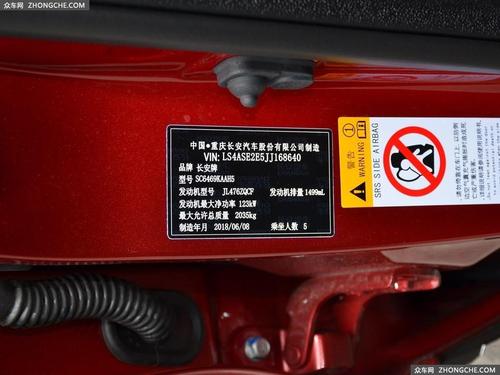 众车网 ZHONGCHE.COM
中国●重庆长安汽车股份有限公司制造
VIN: LS4ASE2E5JJ168640
品牌 长安牌
整车型号 SC6469KAAH5
发动机型号 JL476ZQCF 发动机排量 1499mL
发动机最大净功率 123kW
最大允许总质量 2035kg
制造年月 2018/06/08 乘坐人数 5
警告
SRS SIDE AIRBAG
众车网 ZHONGCHE.COM